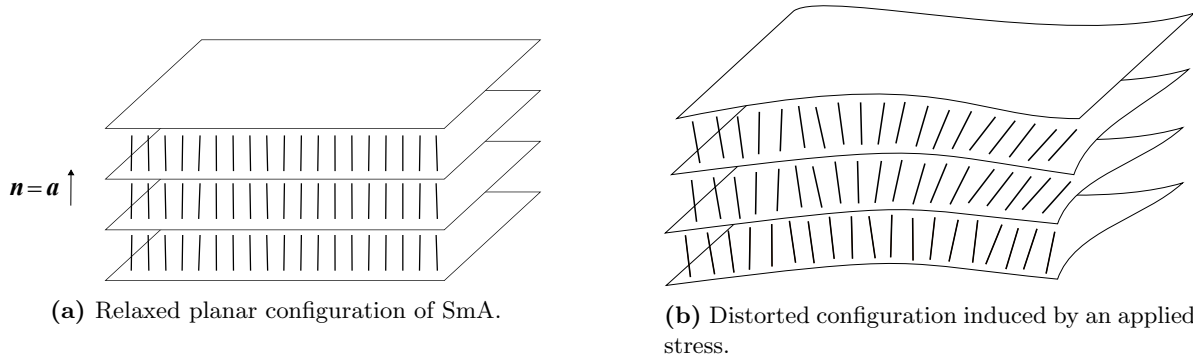 n = a
(a) Relaxed planar configuration of SmA.
(b) Distorted configuration induced by an applied
stress.